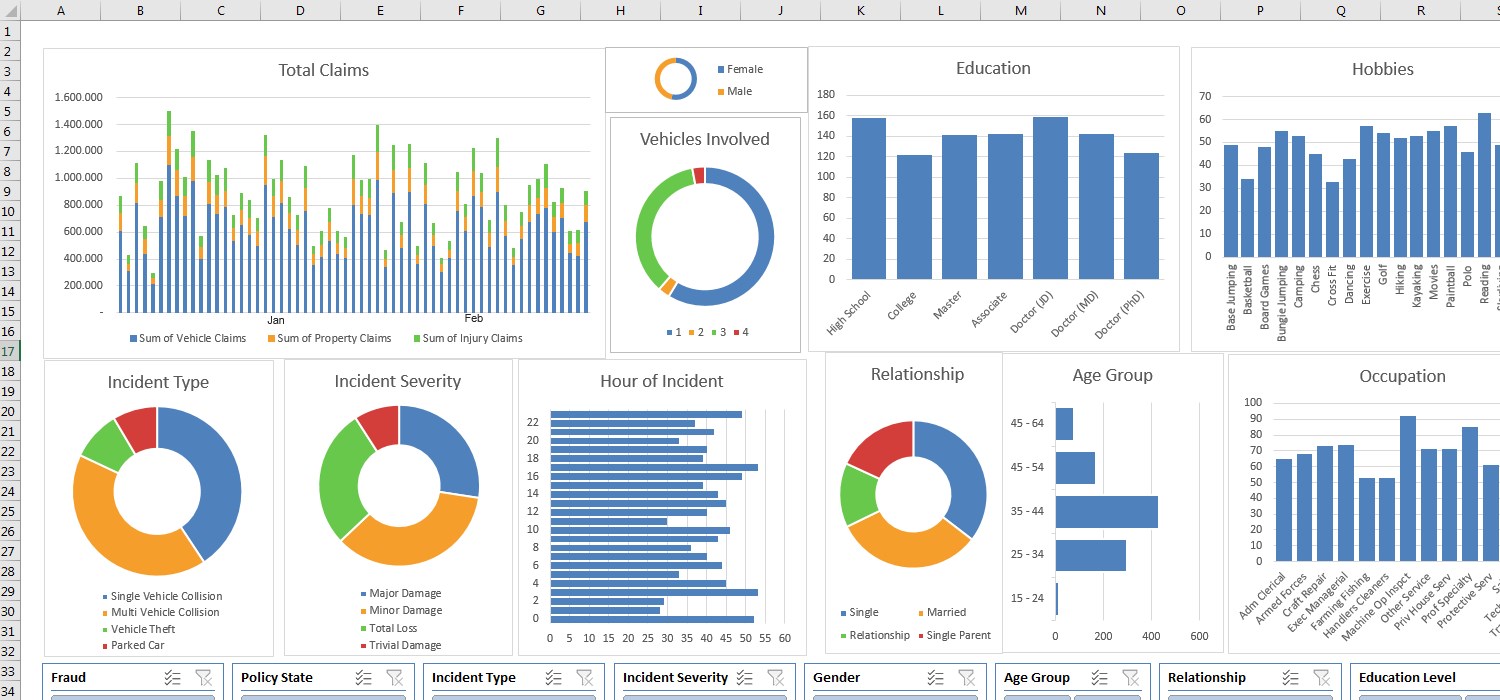 A B C D E F G H I J K L M N O P Q R
1
2
3
4
5
6
7
8
9
10
11
12
13
14
15
16
17
18
19
20
21
22
23
24
25
26
27
28
29
30
31
32
33
34
Total Claims
1.600.000
1.400.000
1.200.000
1.000.000
800.000
600.000
400.000
200.000
-
Jan Feb
Sum of Vehicle Claims Sum of Property Claims Sum of Injury Claims
Female
Male
Vehicles Involved
1 2 3 4
Education
180
160
140
120
100
80
60
40
20
0
High School College Master Associate Doctor (JD) Doctor (MD) Doctor (PhD)
Hobbies
70
60
50
40
30
20
10
0
Base Jumping Basketball Board Games Bungie Jumping Camping Chess Cross Fit Dancing Exercise Golf Hiking Kayaking Movies Paintball Polo Reading
Incident Type
Single Vehicle Collision
Multi Vehicle Collision
Vehicle Theft
Parked Car
Incident Severity
Major Damage
Minor Damage
Total Loss
Trivial Damage
Hour of Incident
22
20
18
16
14
12
10
8
6
4
2
0
0 5 10 15 20 25 30 35 40 45 50 55 60
Relationship
Single Married
Relationship Single Parent
Age Group
45 - 64
45 - 54
35 - 44
25 - 34
15 - 24
0 200 400 600
Occupation
100
90
80
70
60
50
40
30
20
10
0
Adm Clerical Armed Forces Craft Repair Exec Managerial Farming Fishing Handlers Cleaners Machine Op Inspct Other Service Priv House Serv Prof Specialty Protective Serv
Fraud Policy State Incident Type Incident Severity Gender Age Group Relationship Education Level